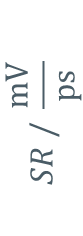 SR / mV
ps